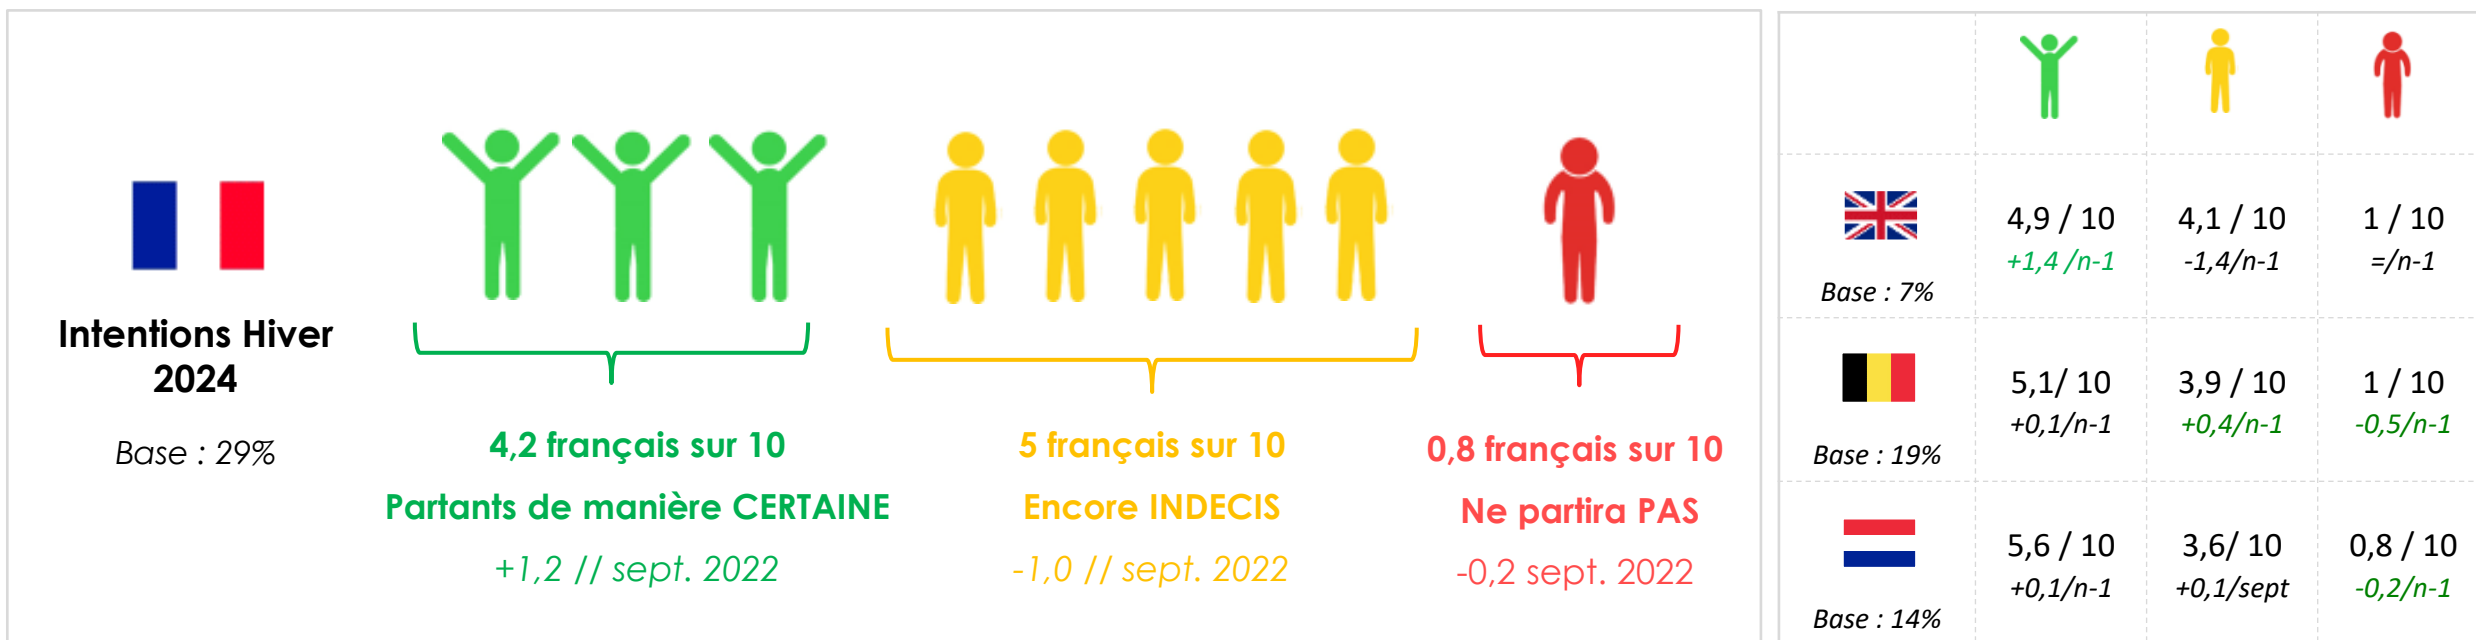 Intentions Hiver
2024
Base : 29%
4,2 français sur 10
Partants de manière CERTAINE
+1,2 // sept. 2022
5 français sur 10
Encore INDECIS
-1,0 // sept. 2022
0,8 français sur 10
Ne partira PAS
-0,2 sept. 2022
4,9 / 10
4,1 / 10
1 / 10
+1,4 /n-1
-1,4/n-1
=/n-1
Base : 7%
5,1/ 10
3,9 / 10
1 / 10
+0,1/n-1
+0,4/n-1
-0,5/n-1
Base : 19%
5,6 / 10
3,6/ 10
0,8 / 10
+0,1/n-1
+0,1/sept
-0,2/n-1
Base : 14%